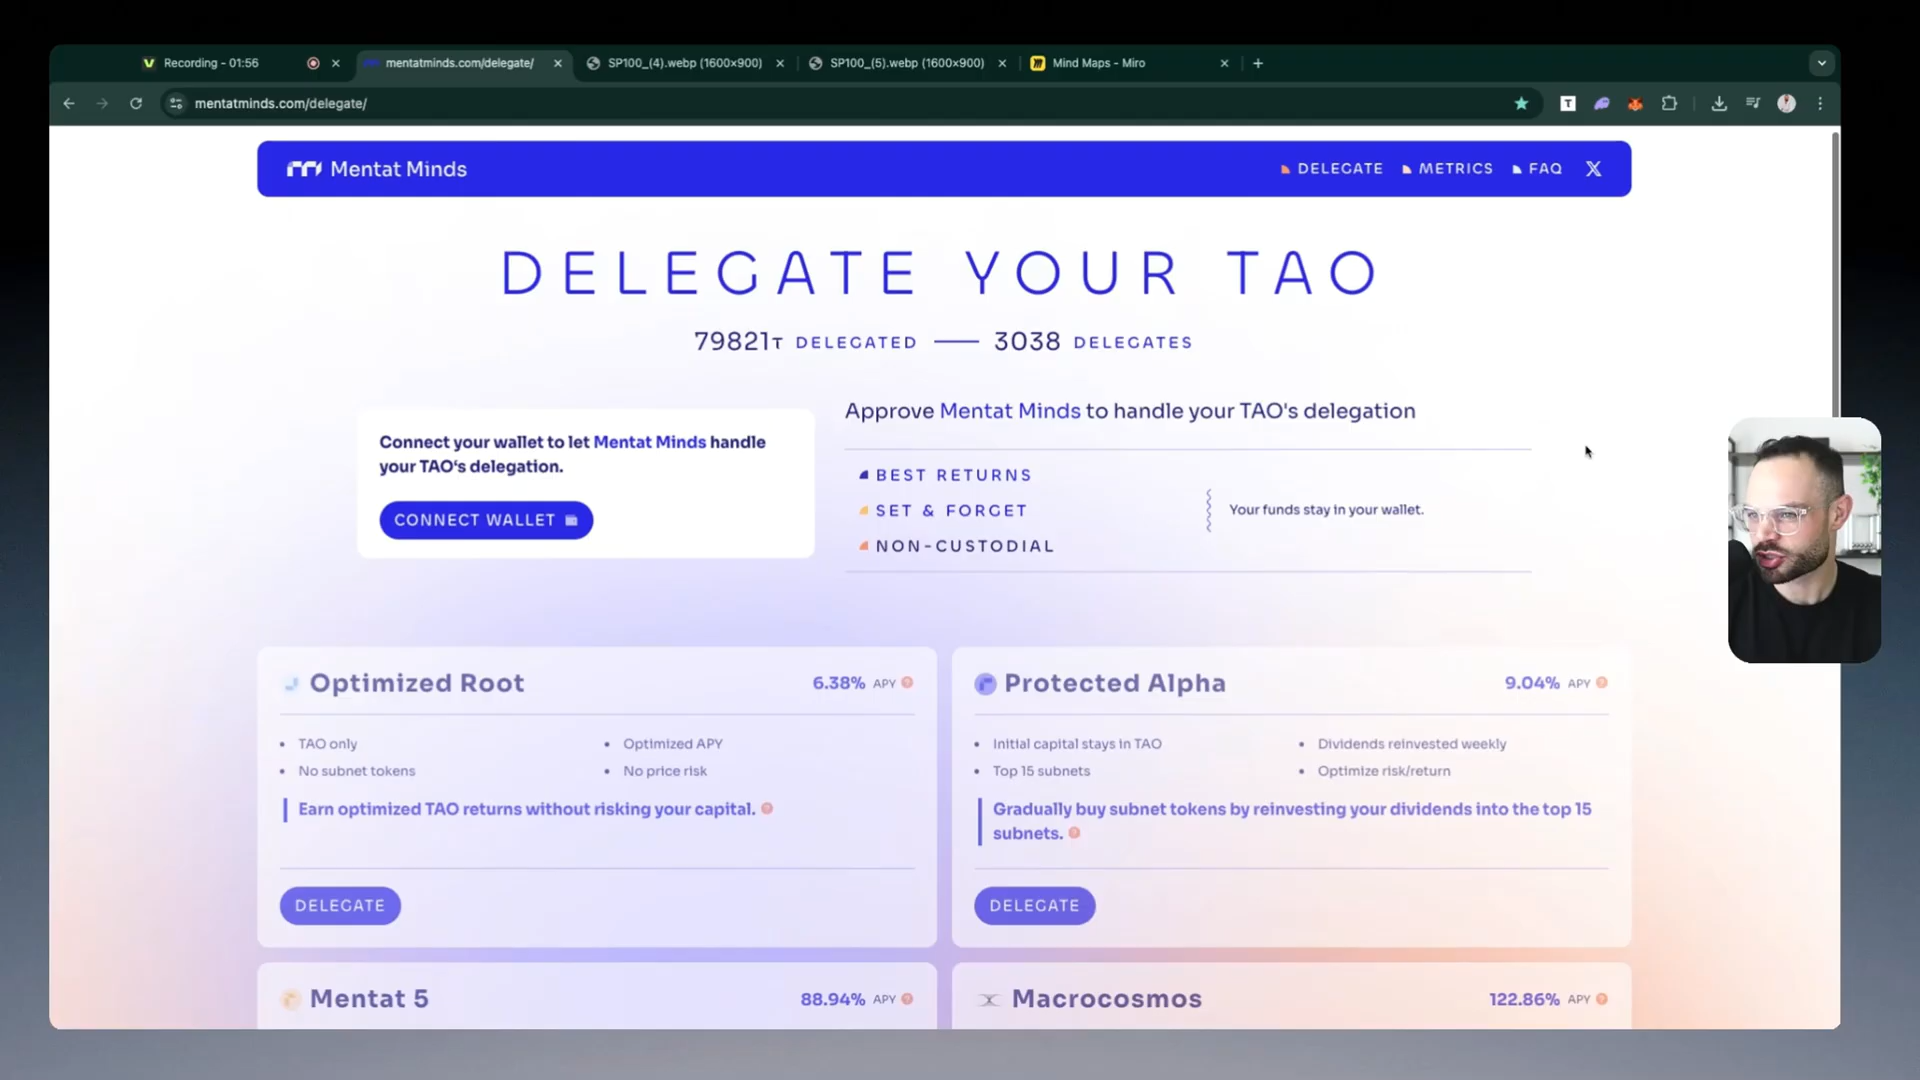 Recording - 01:56
mentatminds.com/delegate/
SP100_(4).webp (1600×900)
SP100_(5).webp (1600×900)
Mind Maps - Miro
mentatminds.com/delegate/
Mentat Minds
DELEGATE
METRICS
FAQ
DELEGATE YOUR TAO
79821τ DELEGATED — 3038 DELEGATES
Connect your wallet to let Mentat Minds handle
your TAO‘s delegation.
CONNECT WALLET
Approve Mentat Minds to handle your TAO's delegation
BEST RETURNS
SET & FORGET
NON-CUSTODIAL
Your funds stay in your wallet.
Optimized Root
6.38% APY ?
• TAO only
• No subnet tokens
• Optimized APY
• No price risk
Earn optimized TAO returns without risking your capital. ?
DELEGATE
Protected Alpha
9.04% APY ?
• Initial capital stays in TAO
• Top 15 subnets
• Dividends reinvested weekly
• Optimize risk/return
Gradually buy subnet tokens by reinvesting your dividends into the top 15
subnets. ?
DELEGATE
Mentat 5
88.94% APY ?
Macrocosmos
122.86% APY ?